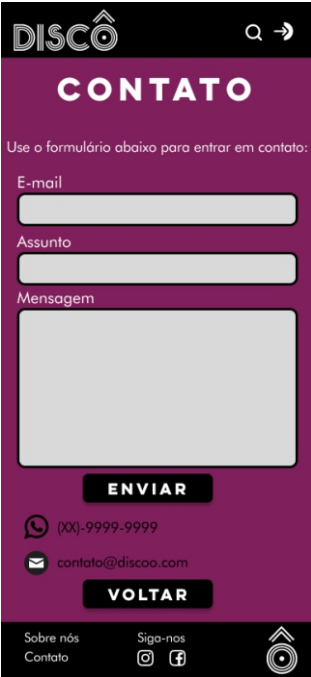 DISCÔ
CONTATO
Use o formulário abaixo para entrar em contato:
E-mail
Assunto
Mensagem
ENVIAR
(XX)-9999-9999
contato@discoo.com
VOLTAR
Sobre nós
Siga-nos
Contato